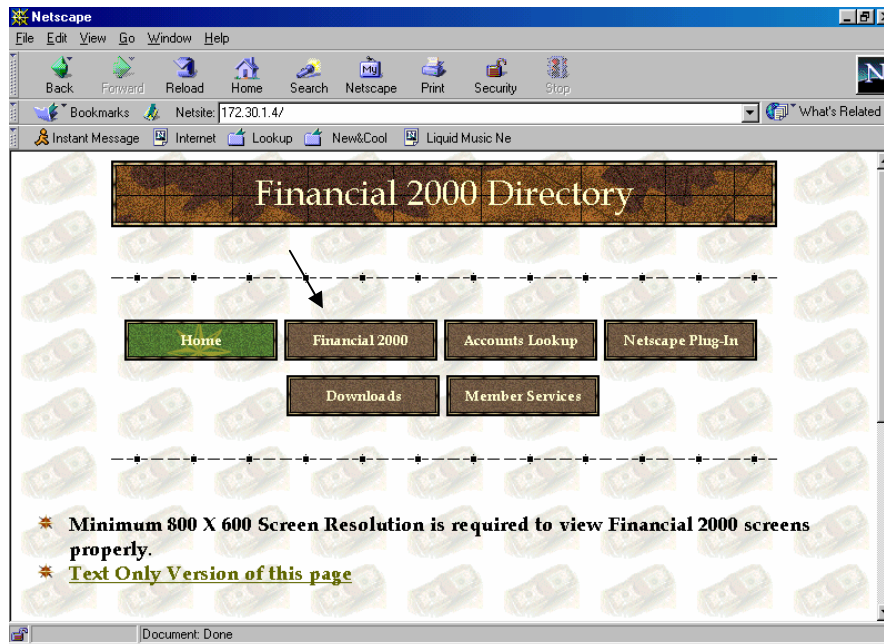 Netscape
File Edit View Go Window Help
My
N
Back Forward Reload Home Search Netscape Print Security Stop
Bookmarks Netsite: 172.30.1.4/ What's Related
Instant Message Internet Lookup New&Cool Liquid Music Ne
Financial 2000 Directory
Home Financial 2000 Accounts Lookup Netscape Plug-In
Downloads Member Services
Minimum 800 X 600 Screen Resolution is required to view Financial 2000 screens
properly.
Text Only Version of this page
Document: Done